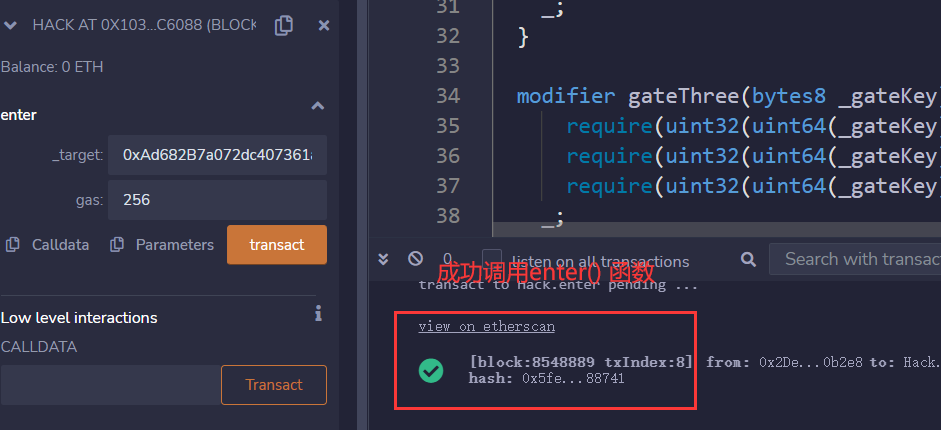 HACK AT 0X103...C6088 (BLOCK
Balance: 0 ETH
enter
_target: 0xAd682B7a072dc407361a
gas: 256
Calldata Parameters transact
Low level interactions
CALLDATA
Transact
31 _;
32 }
33
34 modifier gateThree(bytes8 _gateKey)
35 require(uint32(uint64(_gateKey)
36 require(uint32(uint64(_gateKey)
37 require(uint32(uint64(_gateKey)
38 _;
0 listen on all transactions Search with transac
成功调用enter() 函数
transact to hack.enter pending ...
view on etherscan
[block:8548889 txIndex:8] from: 0x2De...0b2e8 to: Hack.
hash: 0x5fe...88741